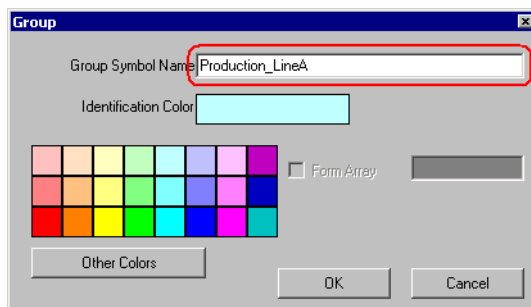 Group
Group Symbol Name Production_LineA
Identification Color
Form Array
Other Colors
OK Cancel